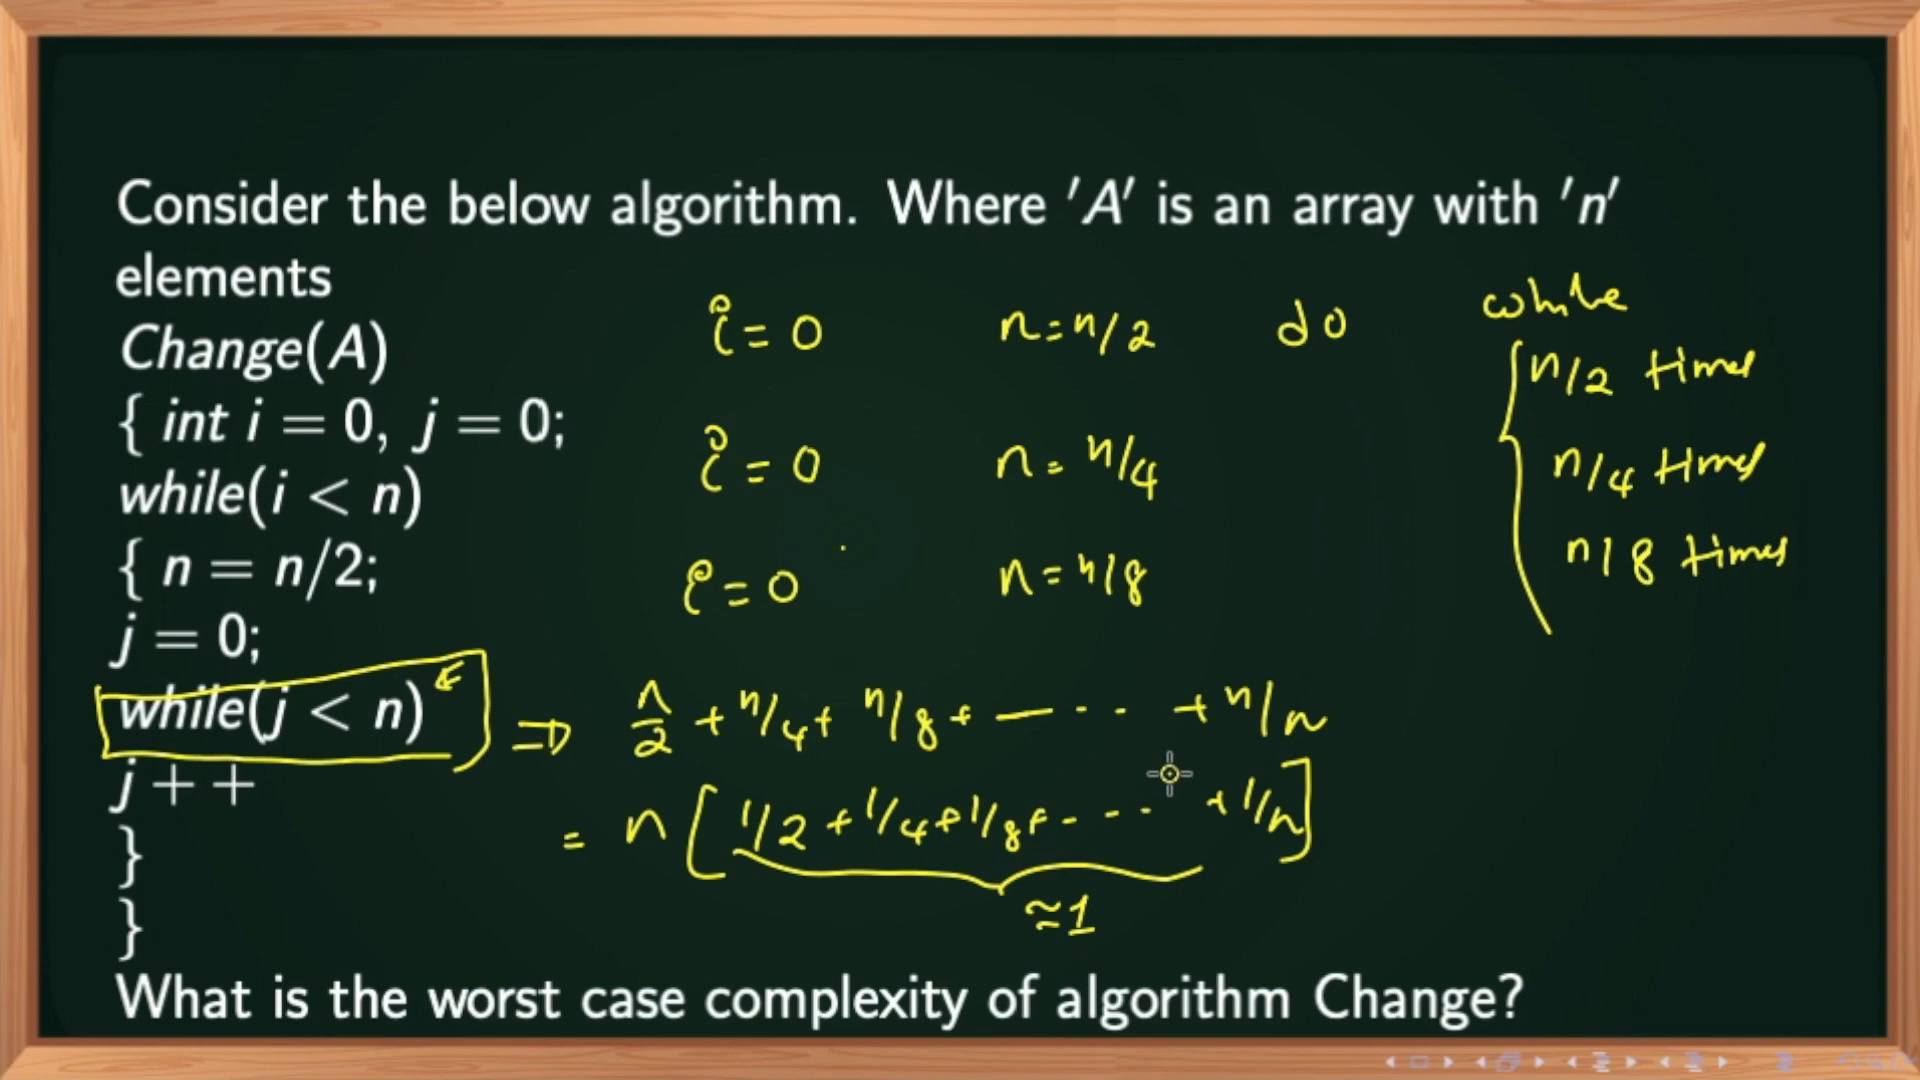 Consider the below algorithm. Where ′A′ is an array with ′n′
elements
Change(A)
{ int i = 0, j = 0;
while(i < n)
{ n = n/2;
j = 0;
while(j < n)
j + +
}
}
What is the worst case complexity of algorithm Change?
i = 0 n = n/2 do while
n/2 times
i = 0 n = n/4
n/4 times
i = 0 n = n/8
n/8 times
⇒ n/2 + n/4 + n/8 + — - - - + n/n
= n [ 1/2 + 1/4 + 1/8 + - - - - + 1/n ]
≃ 1